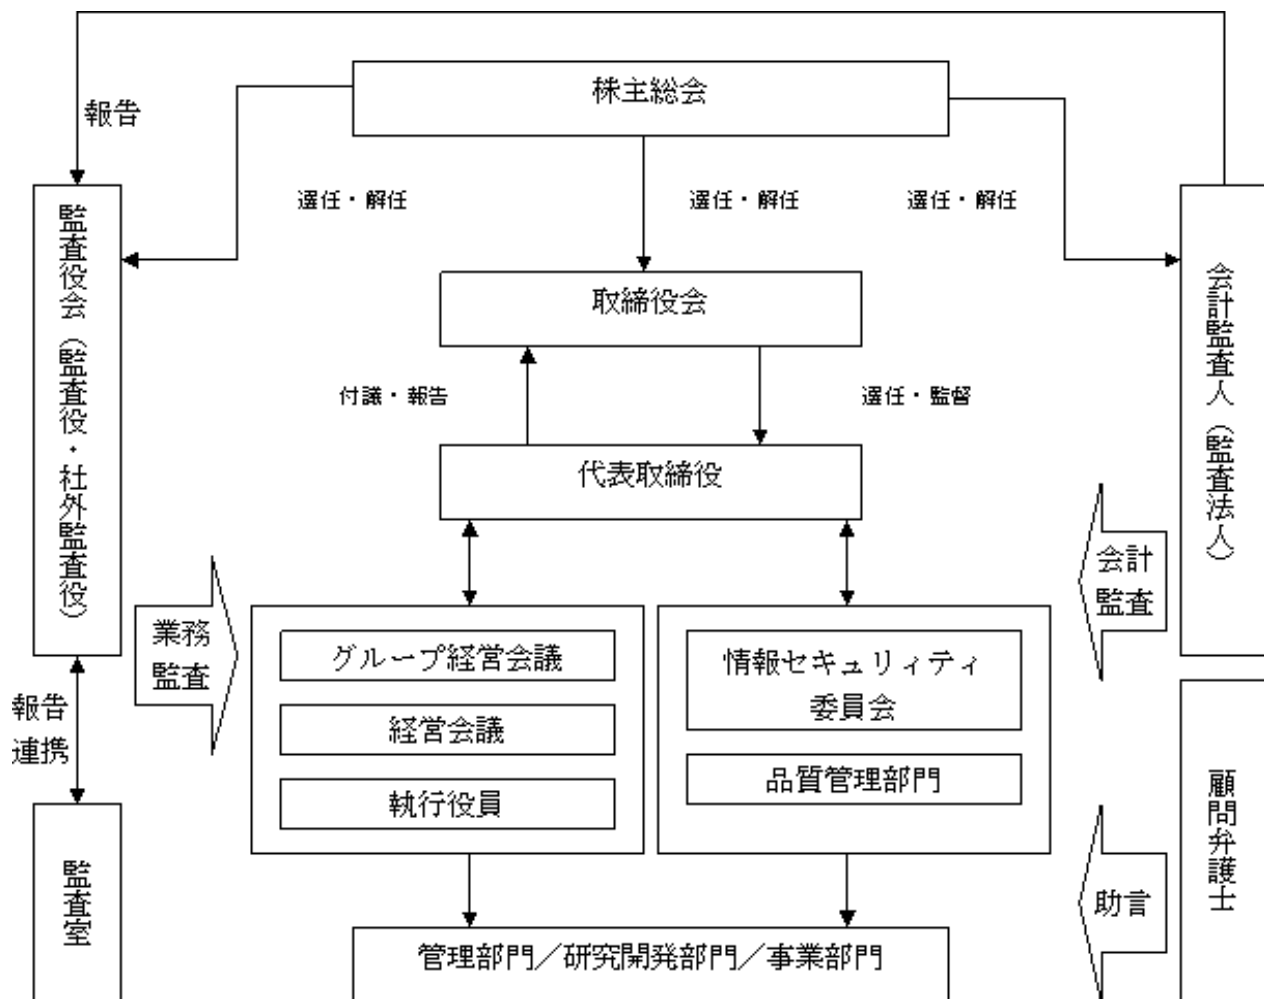 株主総会
報告
選任・解任
選任・解任
選任・解任
監査役会（監査役・社外監査役）
取締役会
会計監査人（監査法人）
付議・報告
選任・監督
代表取締役
会計
監査
業務
監査
グループ経営会議
経営会議
執行役員
情報セキュリィティ
委員会
品質管理部門
報告
連携
顧問弁護士
監査室
助言
管理部門／研究開発部門／事業部門